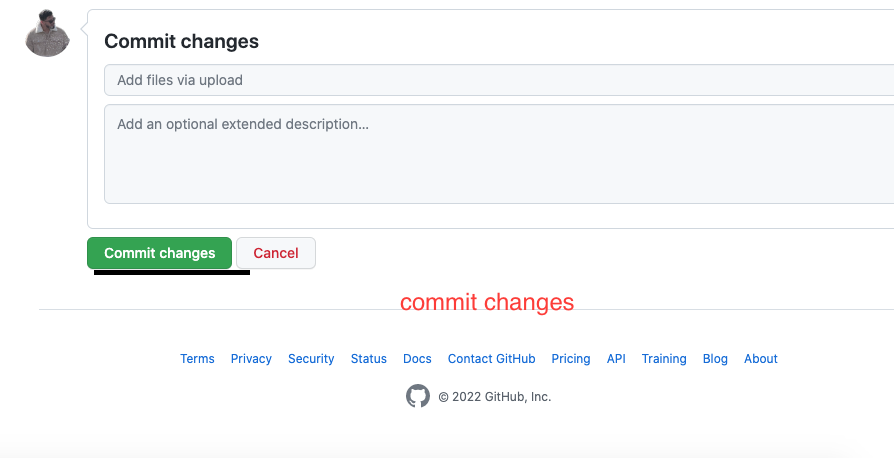 Commit changes
Add files via upload
Add an optional extended description...
Commit changes Cancel
commit changes
Terms Privacy Security Status Docs Contact GitHub Pricing API Training Blog About
© 2022 GitHub, Inc.